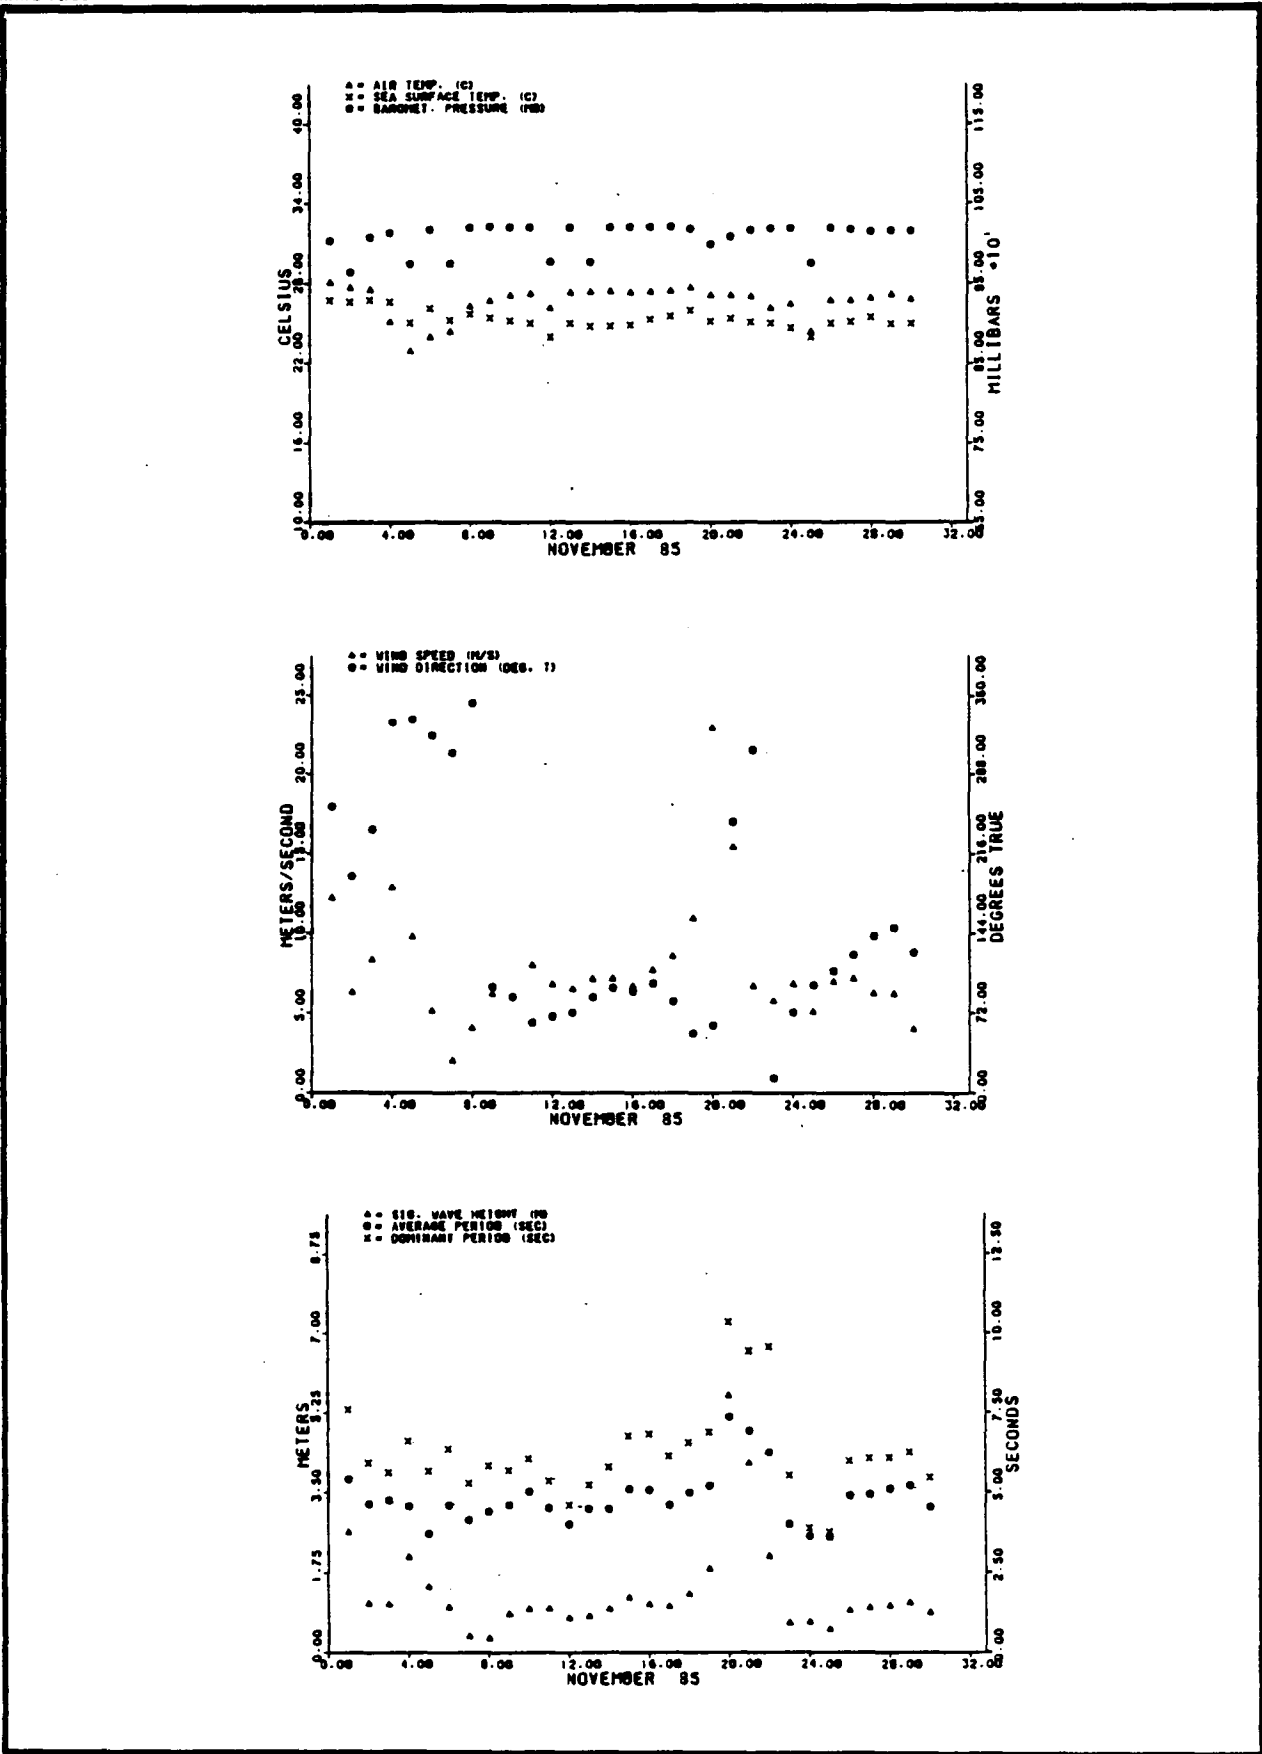 ▲ = AIR TEMP. (C)
x = SEA SURFACE TEMP. (C)
● = BAROMET. PRESSURE (MB)
40.00
34.00
28.00
22.00
16.00
10.00
CELSIUS
115.00
105.00
95.00
85.00
75.00
65.00
MILLIBARS *10¹
0.00 4.00 8.00 12.00 16.00 20.00 24.00 28.00 32.00
NOVEMBER 85
▲ = WIND SPEED (M/S)
● = WIND DIRECTION (DEG. T)
25.00
20.00
15.00
10.00
5.00
0.00
METERS/SECOND
360.00
288.00
216.00
144.00
72.00
0.00
DEGREES TRUE
0.00 4.00 8.00 12.00 16.00 20.00 24.00 28.00 32.00
NOVEMBER 85
▲ = SIG. WAVE HEIGHT (M)
● = AVERAGE PERIOD (SEC)
x = DOMINANT PERIOD (SEC)
8.75
7.00
5.25
3.50
1.75
0.00
METERS
12.50
10.00
7.50
5.00
2.50
0.00
SECONDS
0.00 4.00 8.00 12.00 16.00 20.00 24.00 28.00 32.00
NOVEMBER 85